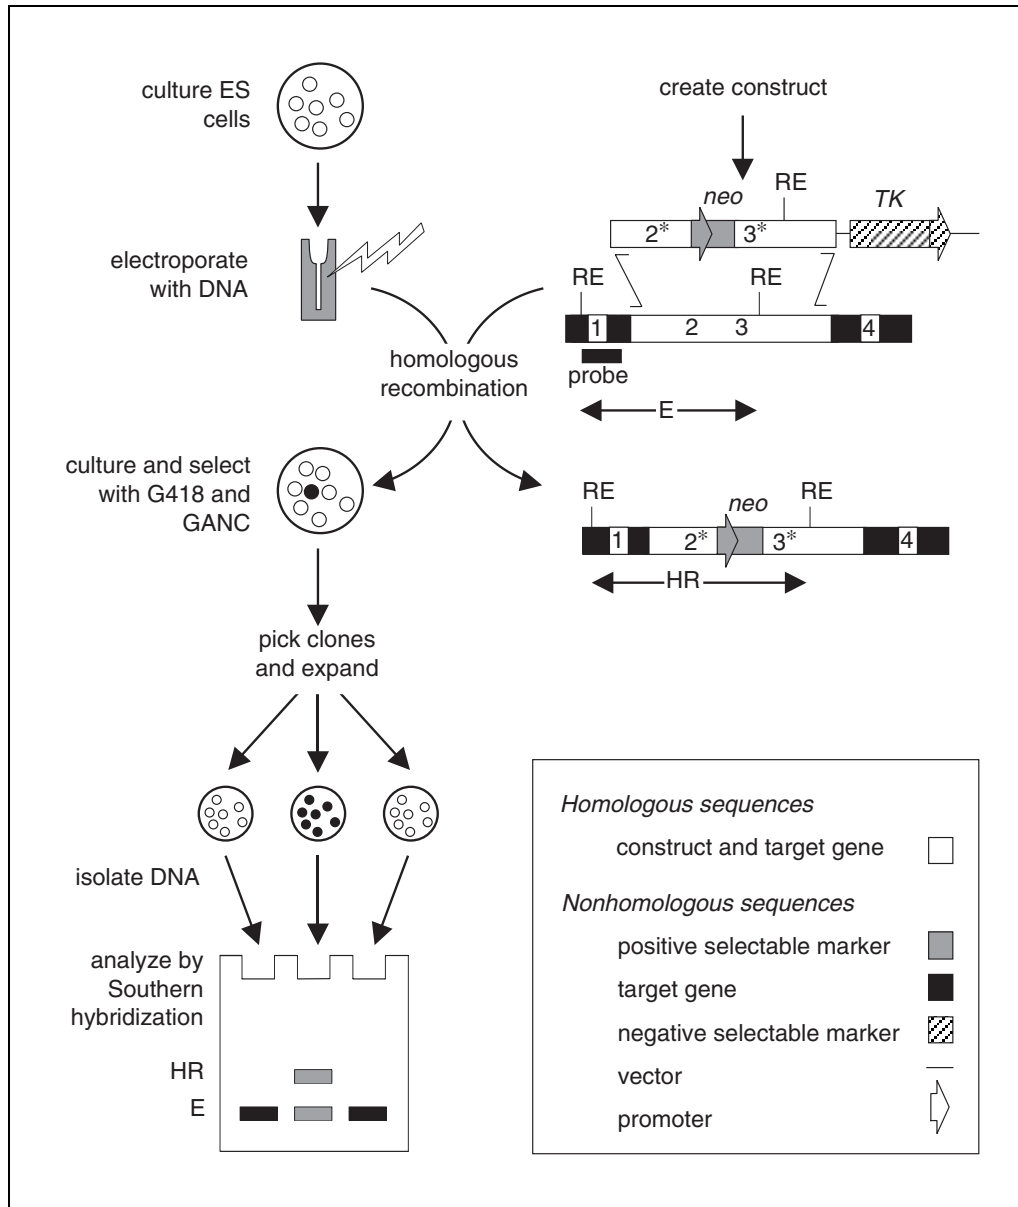 culture ES
cells
create construct
RE
neo
TK
2* 3*
electroporate
with DNA
RE RE
1 2 3 4
probe
homologous
recombination
E
culture and select
with G418 and
GANC
RE neo RE
1 2* 3* 4
HR
pick clones
and expand
isolate DNA
analyze by
Southern
hybridization
HR
E
Homologous sequences
construct and target gene
Nonhomologous sequences
positive selectable marker
target gene
negative selectable marker
vector
promoter